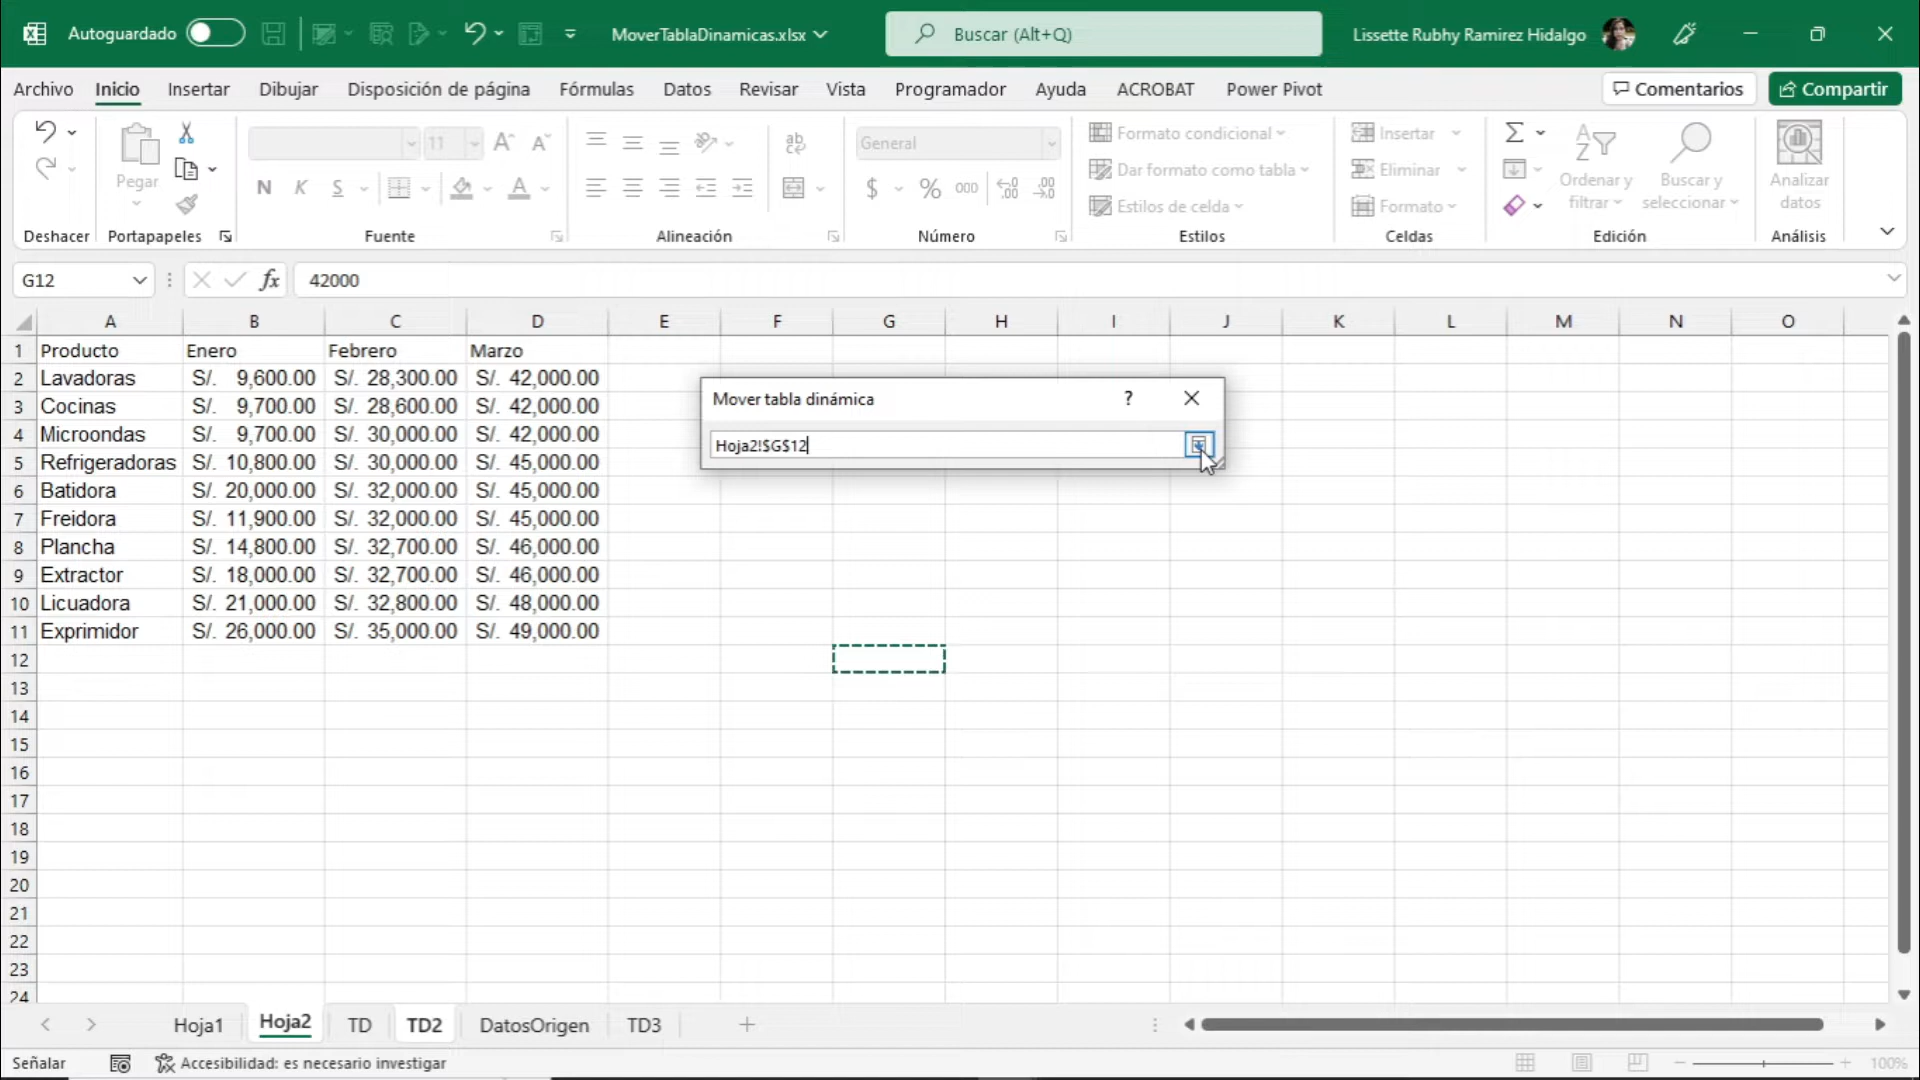 Autoguardado
MoverTablaDinamicas.xlsx
Buscar (Alt+Q)
Lissette Rubhy Ramirez Hidalgo
Archivo Inicio Insertar Dibujar Disposición de página Fórmulas Datos Revisar Vista Programador Ayuda ACROBAT Power Pivot
Comentarios
Compartir
Deshacer
Pegar
Portapapeles
11
N K S
Fuente
ab
Alineación
General
$ % 000
Número
Formato condicional
Dar formato como tabla
Estilos de celda
Estilos
Insertar
Eliminar
Formato
Celdas
Ordenar y
filtrar
Buscar y
seleccionar
Edición
Analizar
datos
Análisis
G12
fx
42000
A B C D E F G H I J K L M N O
1 Producto Enero Febrero Marzo
2 Lavadoras S/. 9,600.00 S/. 28,300.00 S/. 42,000.00
3 Cocinas S/. 9,700.00 S/. 28,600.00 S/. 42,000.00
4 Microondas S/. 9,700.00 S/. 30,000.00 S/. 42,000.00
5 Refrigeradoras S/. 10,800.00 S/. 30,000.00 S/. 45,000.00
6 Batidora S/. 20,000.00 S/. 32,000.00 S/. 45,000.00
7 Freidora S/. 11,900.00 S/. 32,000.00 S/. 45,000.00
8 Plancha S/. 14,800.00 S/. 32,700.00 S/. 46,000.00
9 Extractor S/. 18,000.00 S/. 32,700.00 S/. 46,000.00
10 Licuadora S/. 21,000.00 S/. 32,800.00 S/. 48,000.00
11 Exprimidor S/. 26,000.00 S/. 35,000.00 S/. 49,000.00
12
13
14
15
16
17
18
19
20
21
22
23
24
Mover tabla dinámica
?
Hoja2!$G$12
Hoja1 Hoja2 TD TD2 DatosOrigen TD3
Señalar
Accesibilidad: es necesario investigar
100%